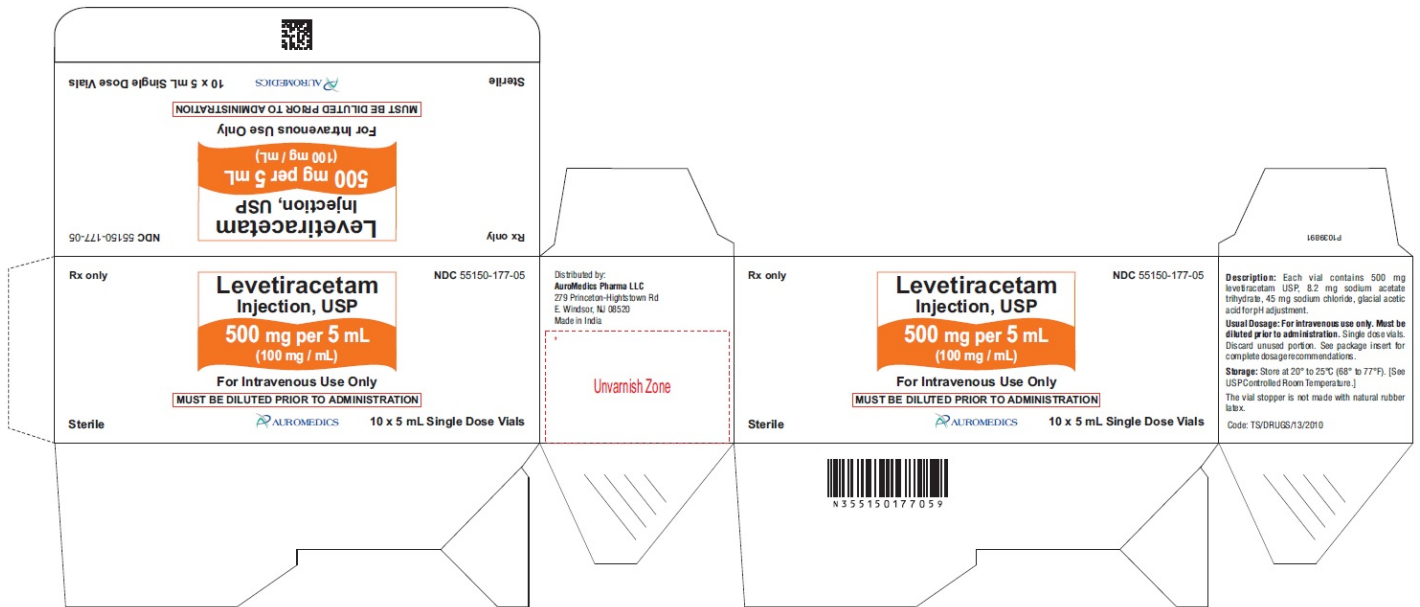 10 x 5 mL Single Dose Vials
AUROMEDICS
Sterile
MUST BE DILUTED PRIOR TO ADMINISTRATION
For Intravenous Use Only
(100 mg / mL)
500 mg per 5 mL
Injection, USP
Levetiracetam
NDC 55150-177-05
Rx only
Rx only
NDC 55150-177-05
Levetiracetam
Injection, USP
500 mg per 5 mL
(100 mg / mL)
For Intravenous Use Only
MUST BE DILUTED PRIOR TO ADMINISTRATION
Sterile
AUROMEDICS
10 x 5 mL Single Dose Vials
Distributed by:
AuroMedics Pharma LLC
279 Princeton-Hightstown Rd
E. Windsor, NJ 08520
Made in India
Unvarnish Zone
Rx only
NDC 55150-177-05
Levetiracetam
Injection, USP
500 mg per 5 mL
(100 mg / mL)
For Intravenous Use Only
MUST BE DILUTED PRIOR TO ADMINISTRATION
Sterile
AUROMEDICS
10 x 5 mL Single Dose Vials
N355150177059
P1039891
Description: Each vial contains 500 mg
levetiracetam USP, 8.2 mg sodium acetate
trihydrate, 45 mg sodium chloride, glacial acetic
acid for pH adjustment.
Usual Dosage: For intravenous use only. Must be
diluted prior to administration. Single dose vials.
Discard unused portion. See package insert for
complete dosage recommendations.
Storage: Store at 20° to 25°C (68° to 77°F). [See
USP Controlled Room Temperature.]
The vial stopper is not made with natural rubber
latex.
Code: TS/DRUGS/13/2010